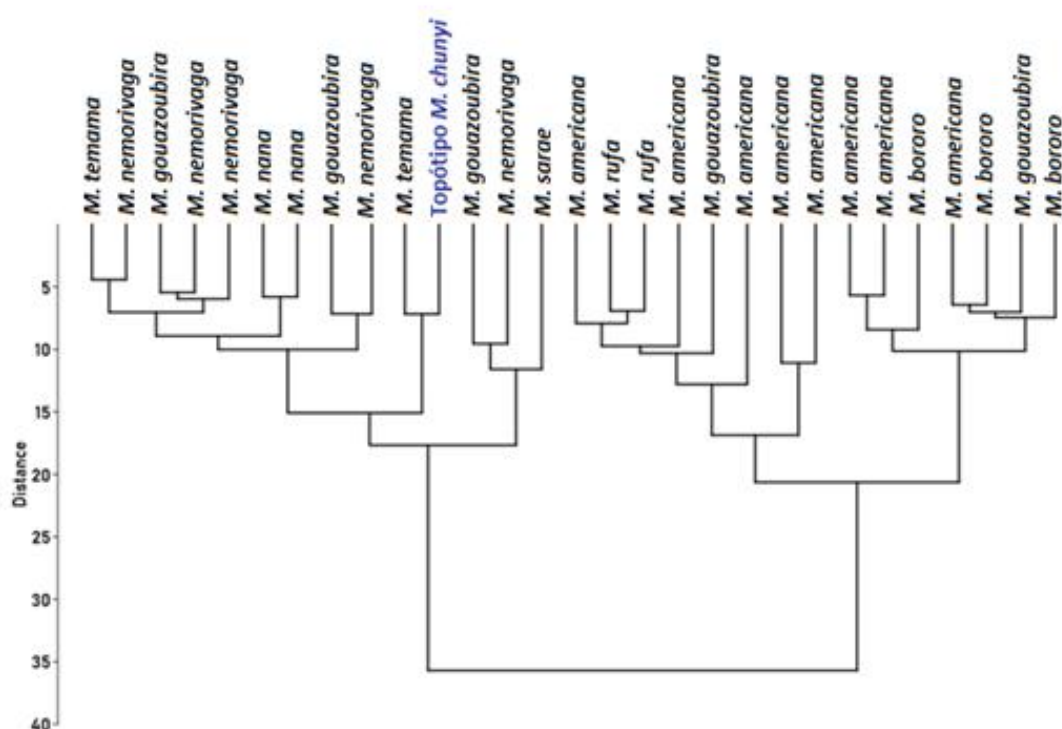 M. temama
M. nemorivaga
M. gouazoubira
M. nemorivaga
M. nemorivaga
M. nana
M. nana
M. gouazoubira
M. nemorivaga
M. temama
Topótipo M. chunyi
M. gouazoubira
M. nemorivaga
M. sarae
M. americana
M. rufa
M. rufa
M. americana
M. gouazoubira
M. americana
M. americana
M. americana
M. americana
M. americana
M. bororo
M. americana
M. bororo
M. gouazoubira
M. bororo
5
10
15
20
25
30
35
40
Distance